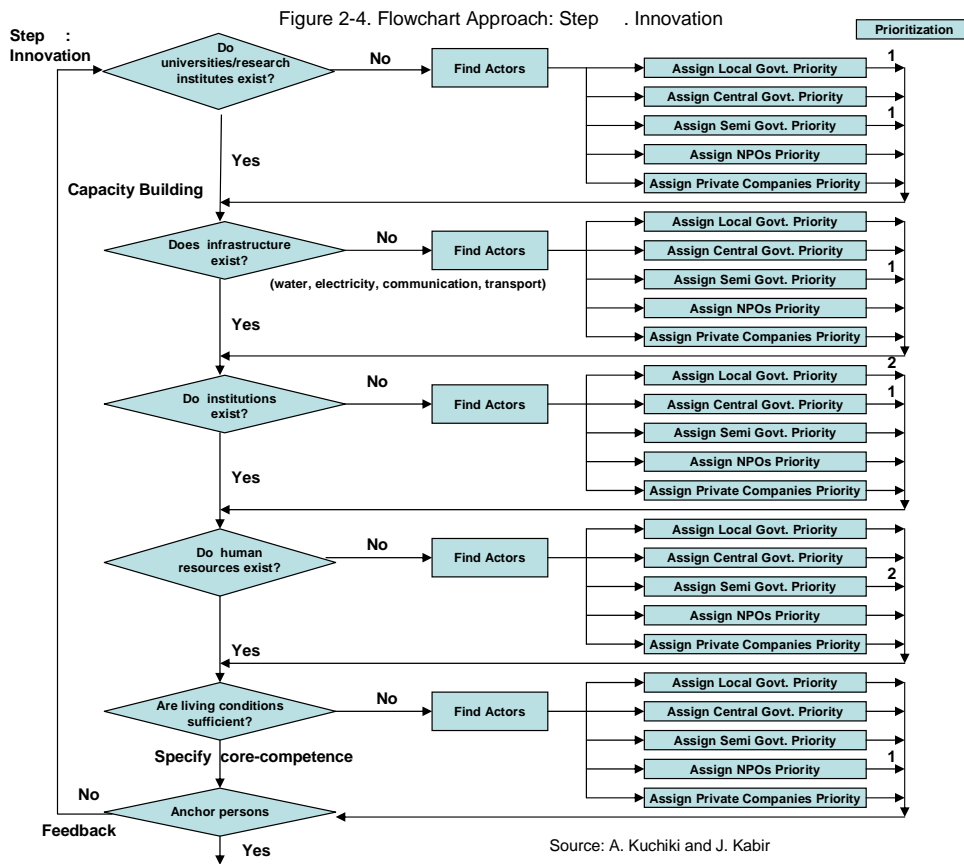 Figure 2-4. Flowchart Approach: Step . Innovation
Prioritization
Step :
Innovation
Do
universities/research
institutes exist?
No
Find Actors
Assign Local Govt. Priority
1
Assign Central Govt. Priority
Assign Semi Govt. Priority
1
Assign NPOs Priority
Assign Private Companies Priority
Yes
Capacity Building
Does infrastructure
exist?
No
Find Actors
(water, electricity, communication, transport)
Assign Local Govt. Priority
Assign Central Govt. Priority
Assign Semi Govt. Priority
1
Assign NPOs Priority
Assign Private Companies Priority
Yes
Do institutions
exist?
No
Find Actors
Assign Local Govt. Priority
2
Assign Central Govt. Priority
1
Assign Semi Govt. Priority
Assign NPOs Priority
Assign Private Companies Priority
Yes
Do human
resources exist?
No
Find Actors
Assign Local Govt. Priority
Assign Central Govt. Priority
Assign Semi Govt. Priority
2
Assign NPOs Priority
Assign Private Companies Priority
Yes
Are living conditions
sufficient?
No
Find Actors
Assign Local Govt. Priority
Assign Central Govt. Priority
Assign Semi Govt. Priority
Assign NPOs Priority
1
Assign Private Companies Priority
Specify core-competence
No
Feedback
Anchor persons
Yes
Source: A. Kuchiki and J. Kabir